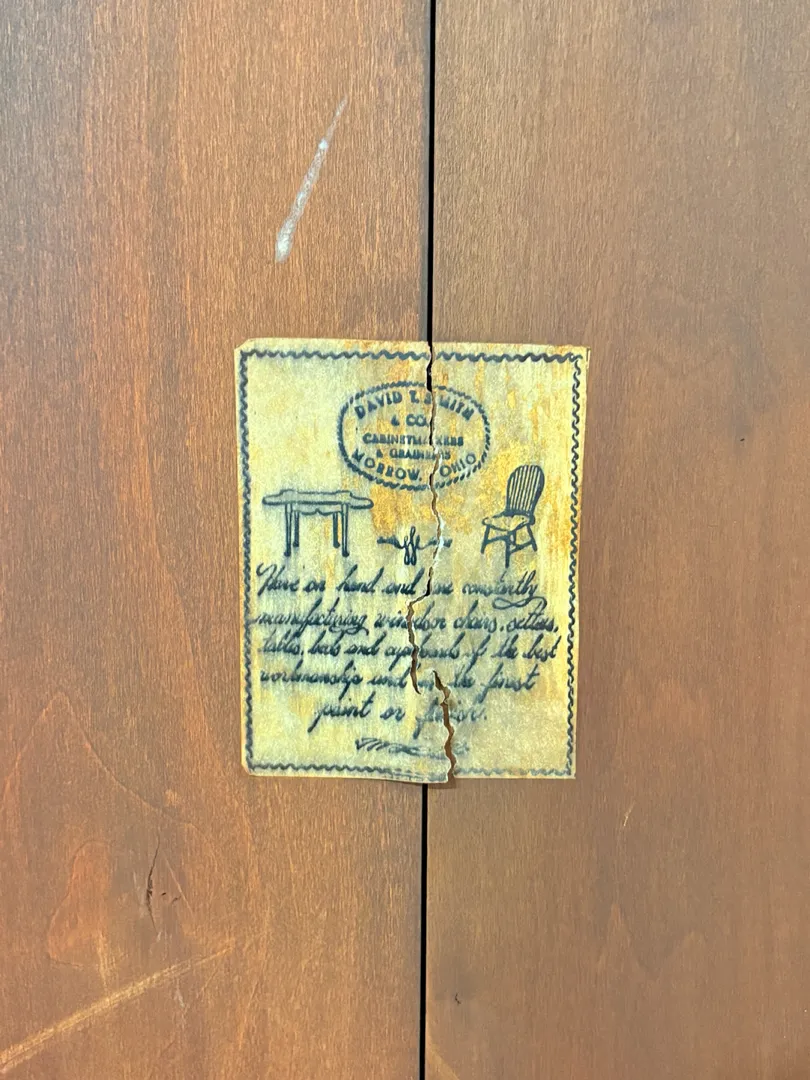 DAVID T. SMITH
& CO.
CABINETMAKERS
& GRAINERS
MORROW, OHIO
Have on hand and are constantly
manufacturing windsor chairs, settees,
tables, beds and cupboards of the best
workmanship and in the finest
paint or finish.